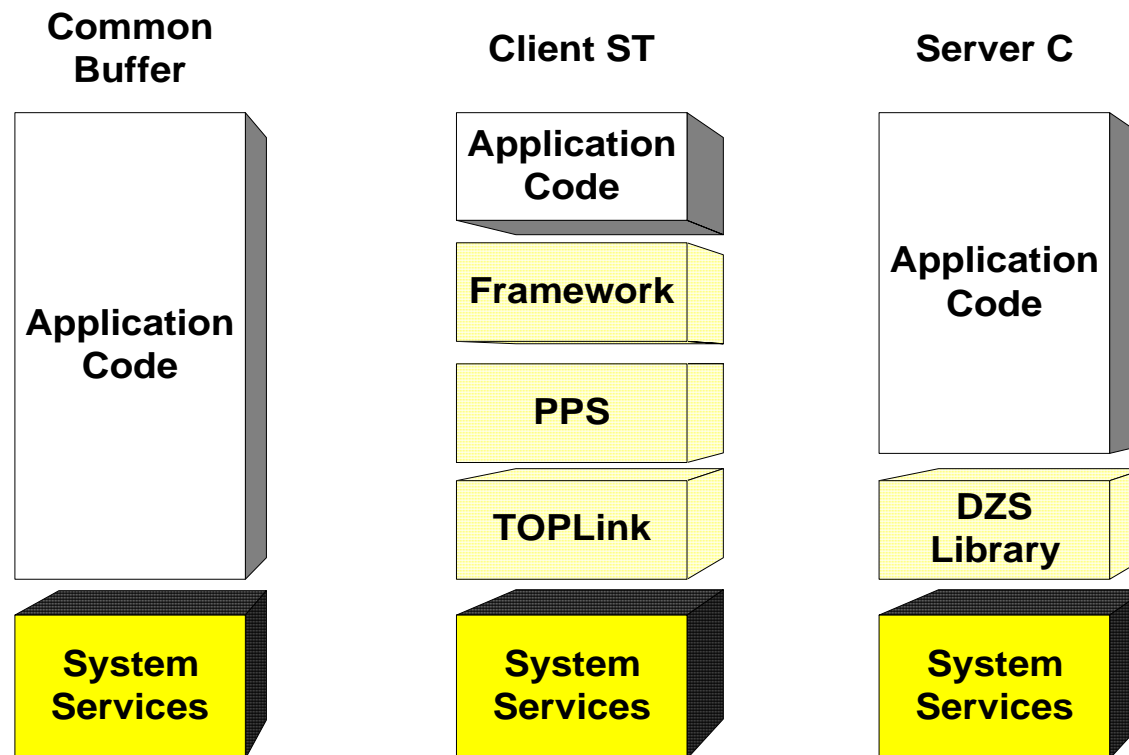 Common
Buffer
Client ST
Server C
Application
Code
Application
Code
Framework
PPS
TOPLink
Application
Code
DZS
Library
System
Services
System
Services
System
Services